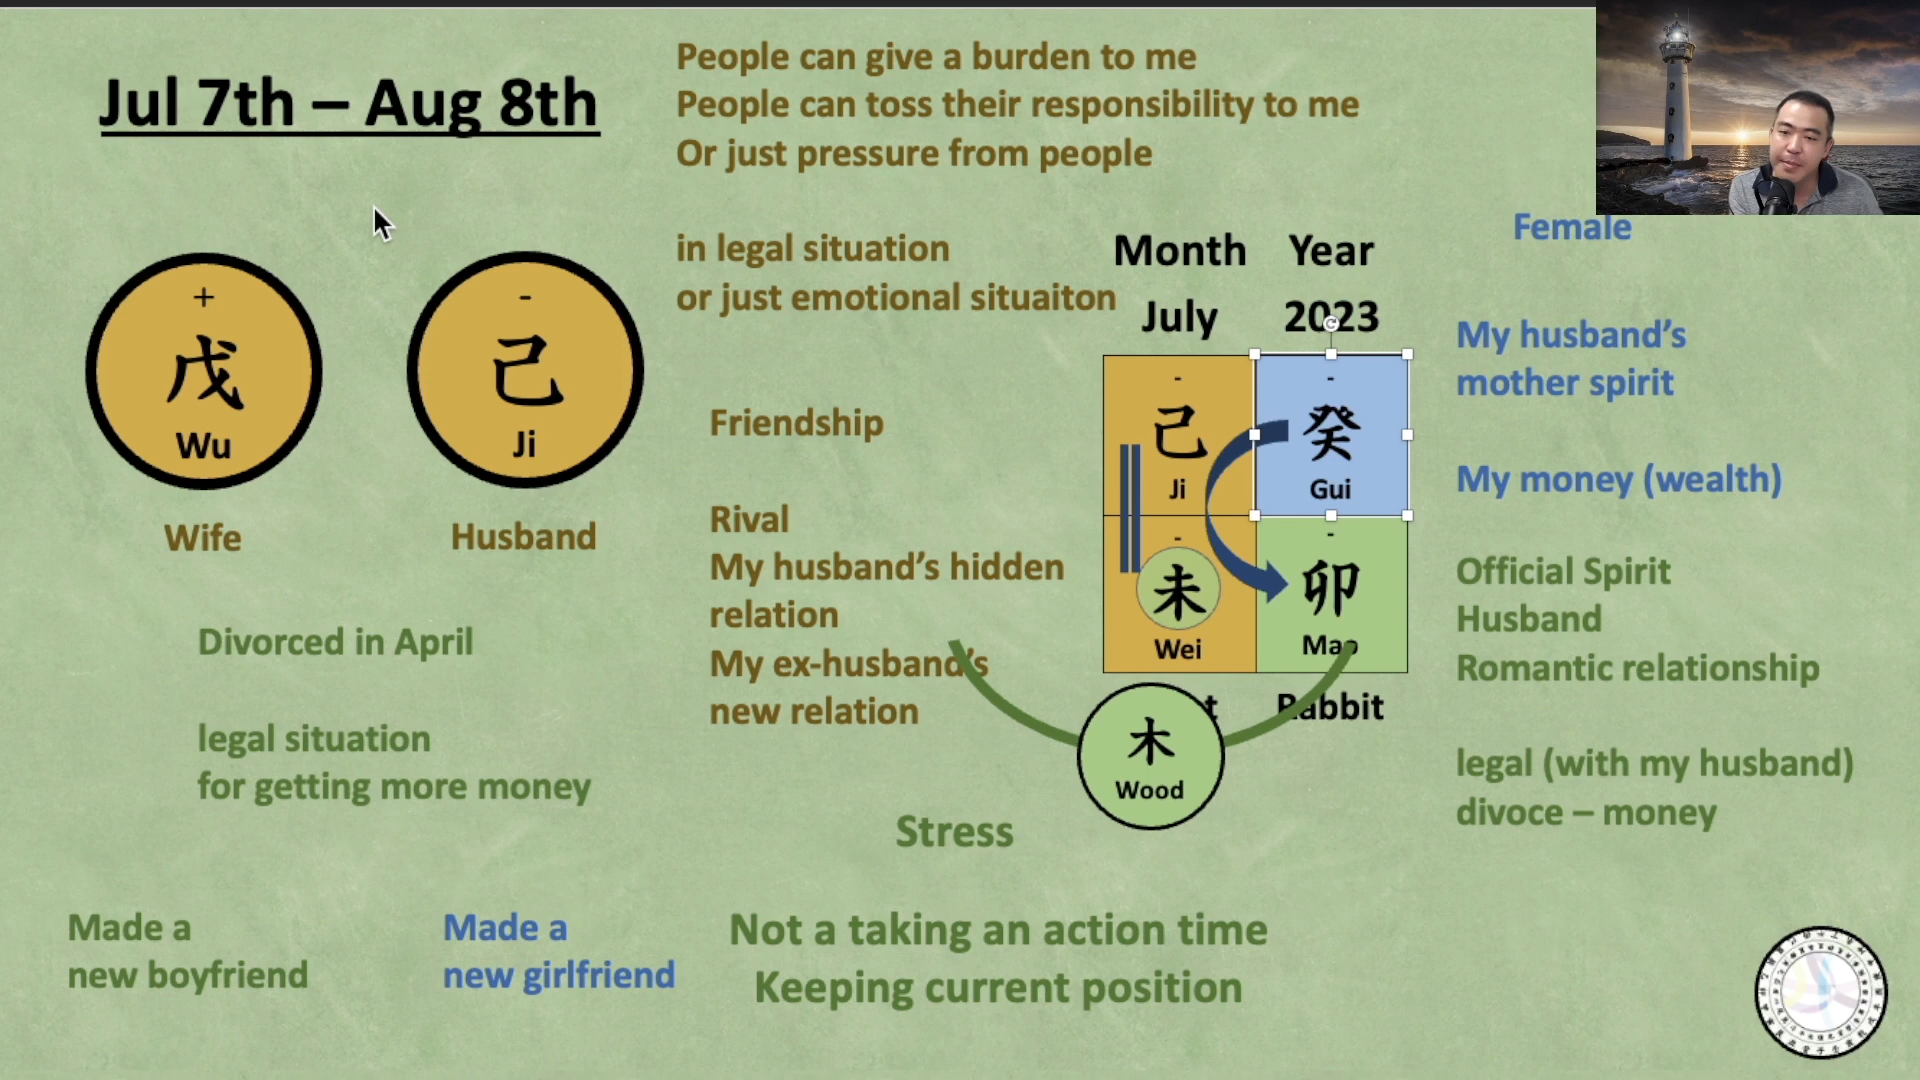 Jul 7th – Aug 8th
People can give a burden to me
People can toss their responsibility to me
Or just pressure from people
in legal situation
or just emotional situaiton
+
戊
Wu
Wife
-
己
Ji
Husband
Divorced in April
legal situation
for getting more money
Friendship
Rival
My husband's hidden
relation
My ex-husband's
new relation
Month
Year
July
2023
-
己
Ji
-
癸
Gui
-
未
Wei
-
卯
Mao
Rabbit
木
Wood
Stress
Female
My husband's
mother spirit
My money (wealth)
Official Spirit
Husband
Romantic relationship
legal (with my husband)
divoce – money
Made a
new boyfriend
Made a
new girlfriend
Not a taking an action time
Keeping current position